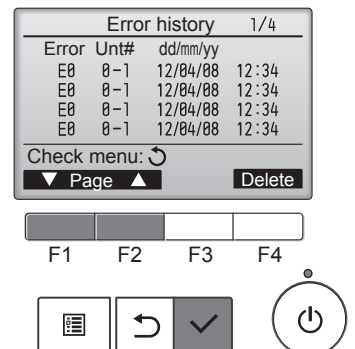 Error history 1/4
Error Unt# dd/mm/yy
E0 0-1 12/04/08 12:34
E0 0-1 12/04/08 12:34
E0 0-1 12/04/08 12:34
E0 0-1 12/04/08 12:34
Check menu:
▼ Page ▲ Delete
F1 F2 F3 F4